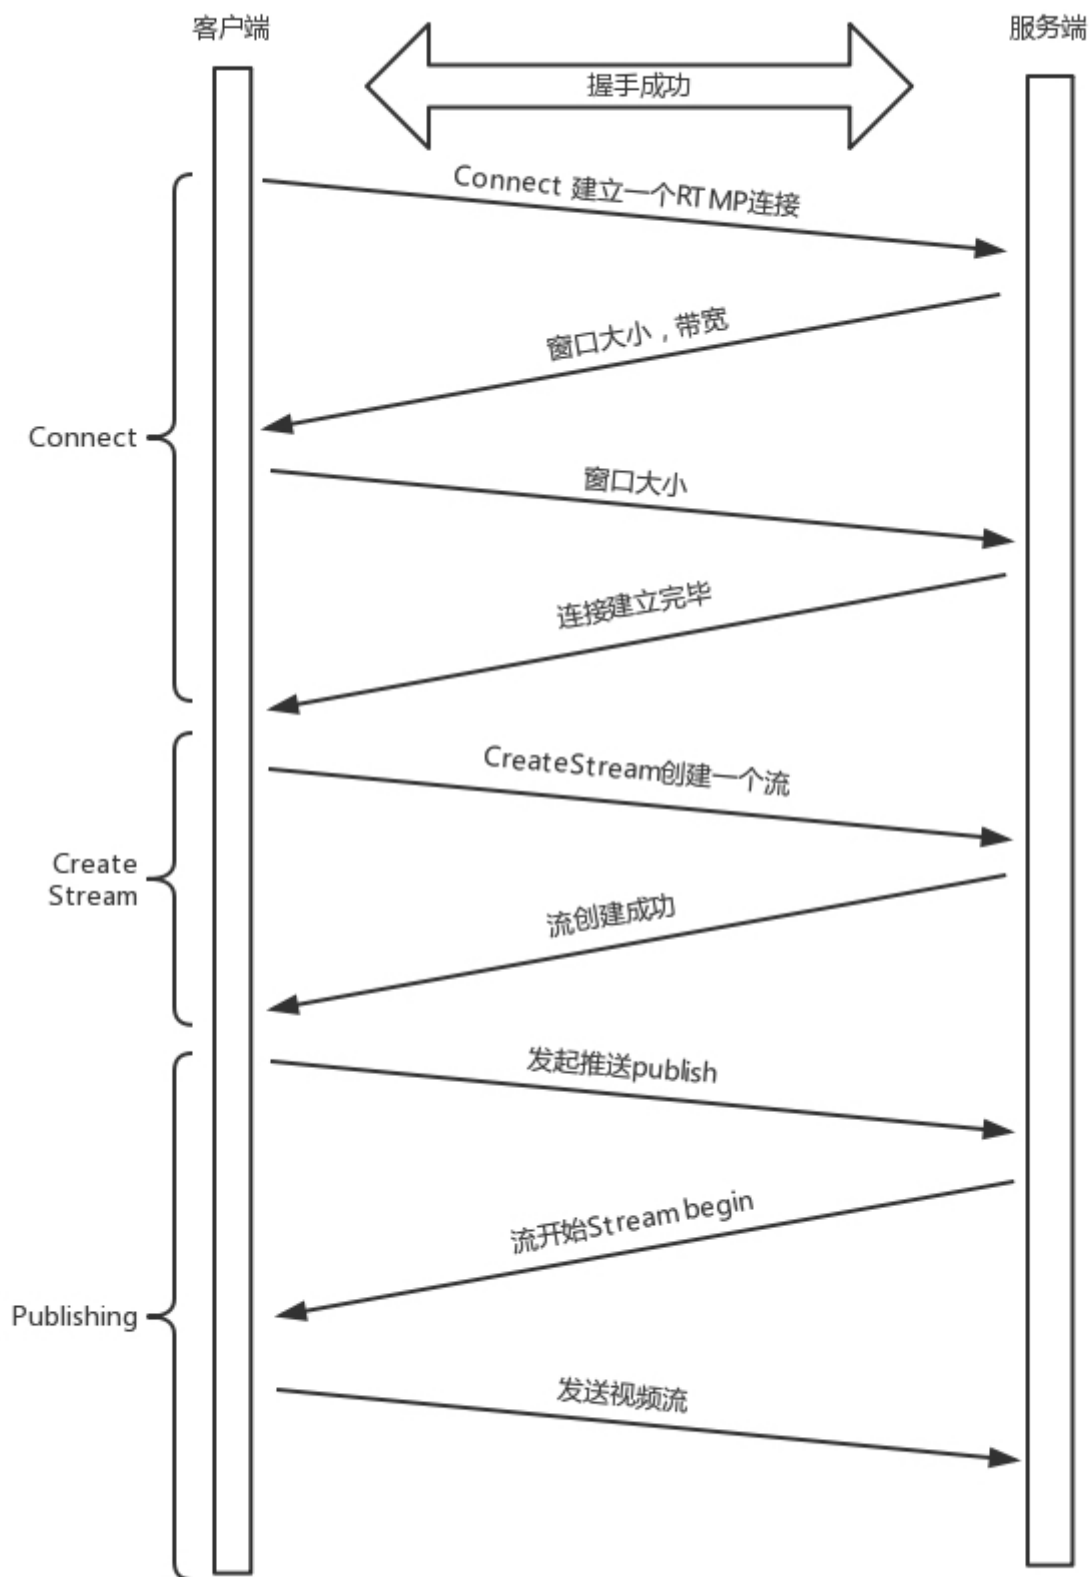 客户端
服务端
握手成功
Connect 建立一个RTMP连接
窗口大小，带宽
Connect
窗口大小
连接建立完毕
CreateStream创建一个流
Create
Stream
流创建成功
发起推送publish
流开始Stream begin
Publishing
发送视频流